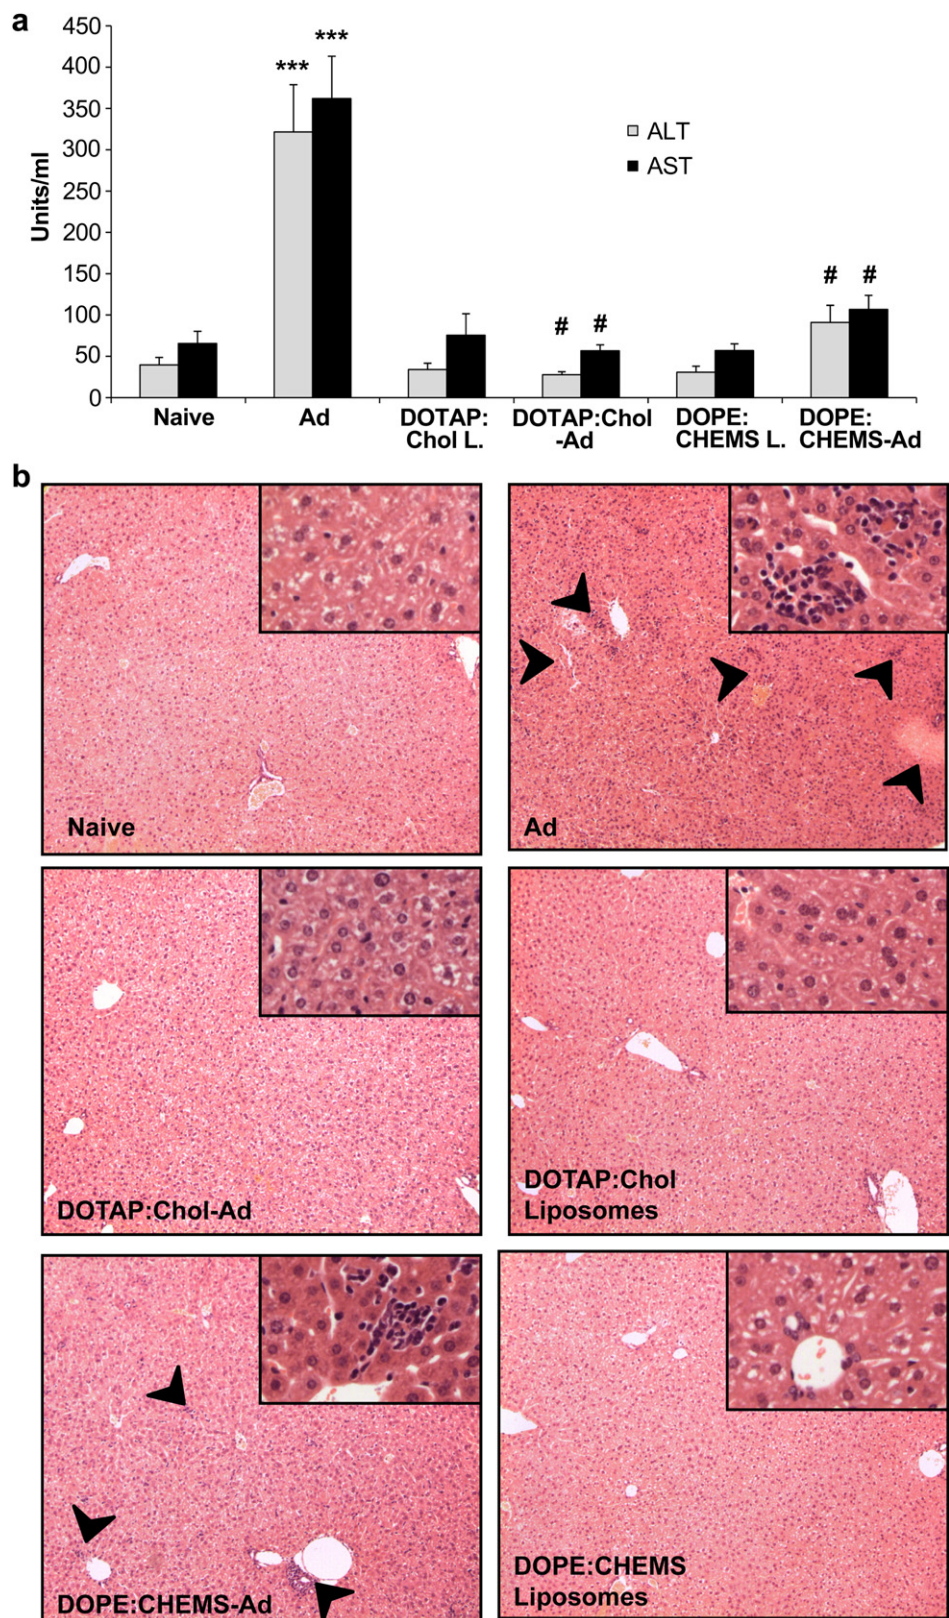 a
450
400
350
300
250
200
150
100
50
0
Units/ml
***
***
ALT
AST
#
#
#
#
Naive
Ad
DOTAP:
Chol L.
DOTAP:Chol
-Ad
DOPE:
CHEMS L.
DOPE:
CHEMS-Ad
b
Naive
Ad
DOTAP:Chol-Ad
DOTAP:Chol
Liposomes
DOPE:CHEMS-Ad
DOPE:CHEMS
Liposomes